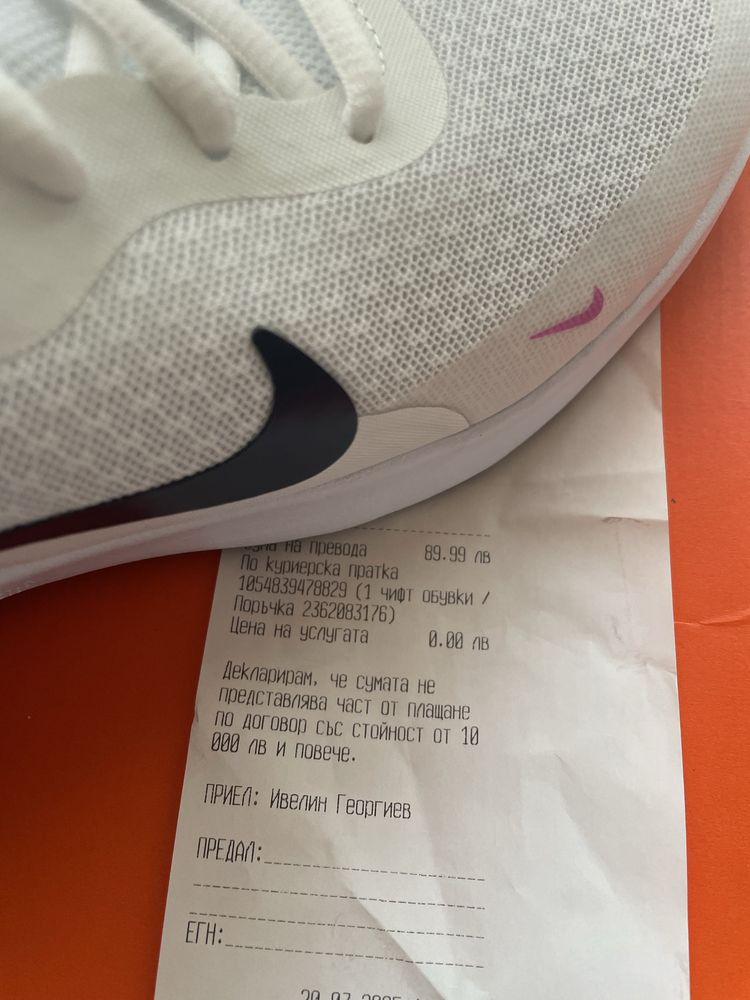 на превода 89.99 лв
По куриерска пратка
1054839478829 (1 чифт обувки /
Поръчка 2362083176)
Цена на услугата 0.00 лв
Декларирам, че сумата не
представлява част от плащане
по договор със стойност от 10
000 лв и повече.
ПРИЕЛ: Ивелин Георгиев
ПРЕДАЛ:
ЕГН: